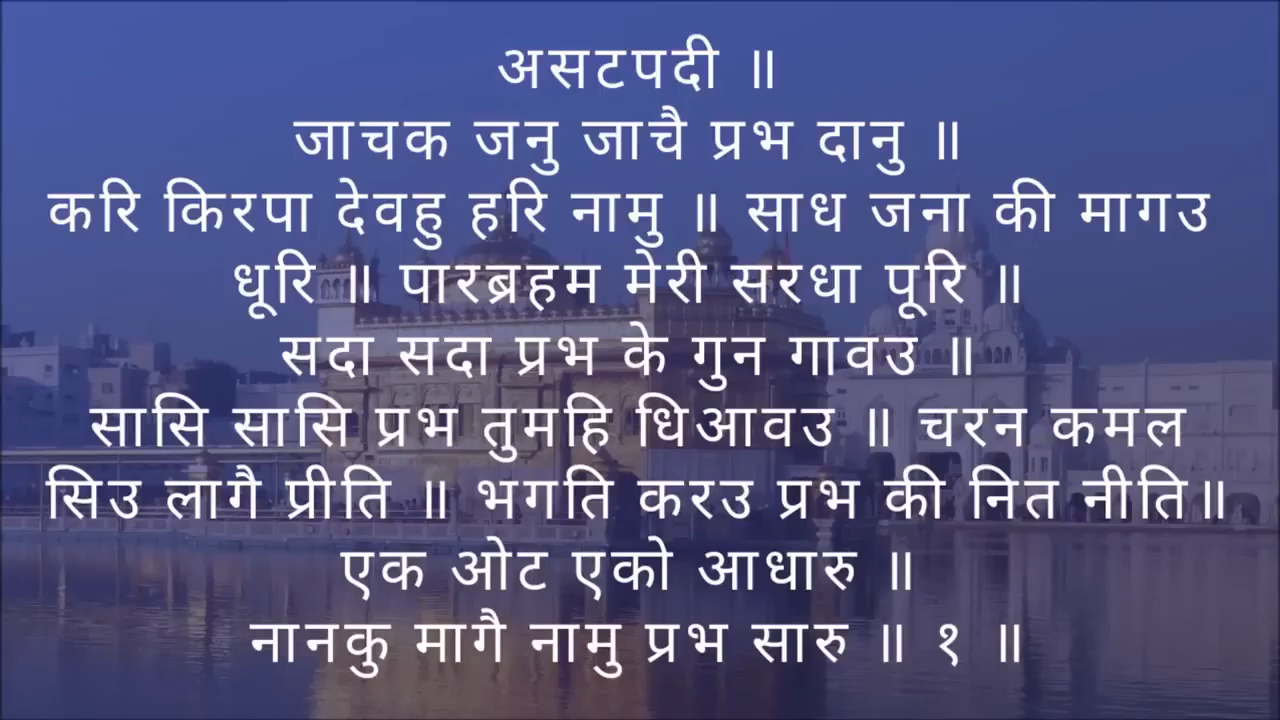 असटपदी ॥
जाचक जनु जाचै प्रभ दानु ॥
करि किरपा देवहु हरि नामु ॥ साध जना की मागउ
धूरि ॥ पारब्रहम मेरी सरधा पूरि ॥
सदा सदा प्रभ के गुन गावउ ॥
सासि सासि प्रभ तुमहि धिआवउ ॥ चरन कमल
सिउ लागै प्रीति ॥ भगति करउ प्रभ की नित नीति॥
एक ओट एको आधारु ॥
नानकु मागै नामु प्रभ सारु ॥ १ ॥